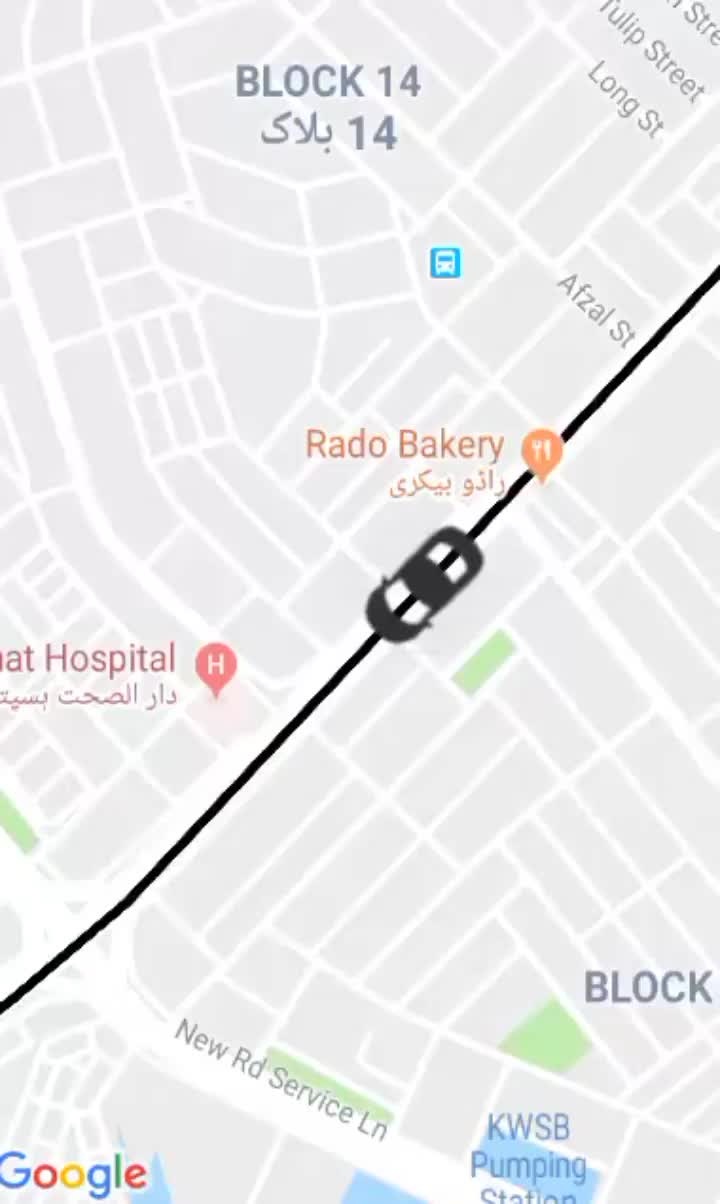 Tulip Street
Long St
BLOCK 14
14 بلاک
Afzal St
Rado Bakery
راڈو بیکری
H
Hospital
دار الصحت
BLOCK
New Rd Service Ln
KWSB
Pumping
Station
Google